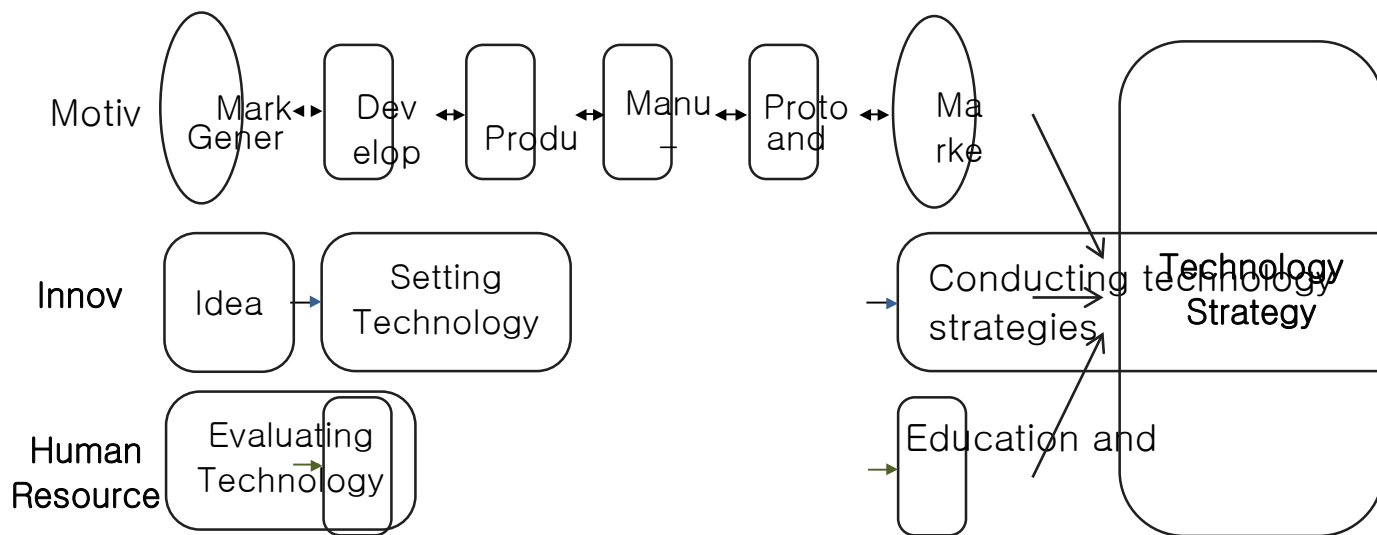 Motiv
Mark
Gener
Dev
elop
Produ
Manu
–
Proto
and
Ma
rke
Innov
Idea
Setting
Technology
Conducting technology
strategies
Technology
Strategy
Human
Resource
Evaluating
Technology
Education and